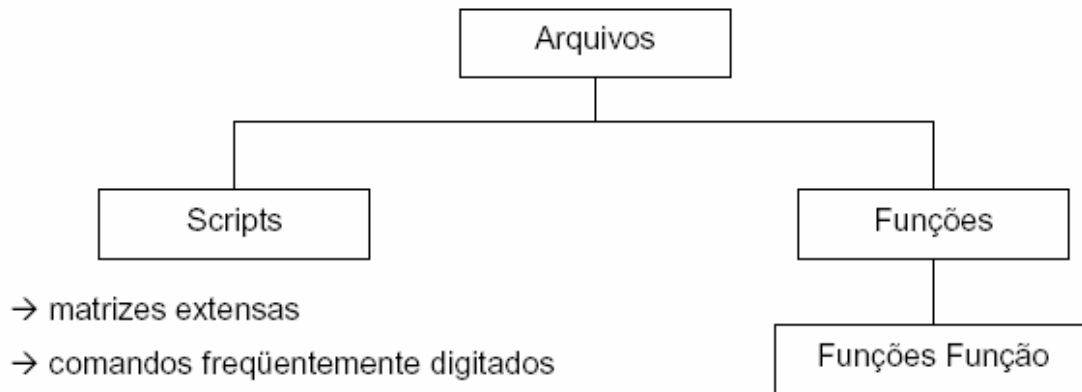 Arquivos
Scripts
Funções
→ matrizes extensas
→ comandos freqüentemente digitados
Funções Função